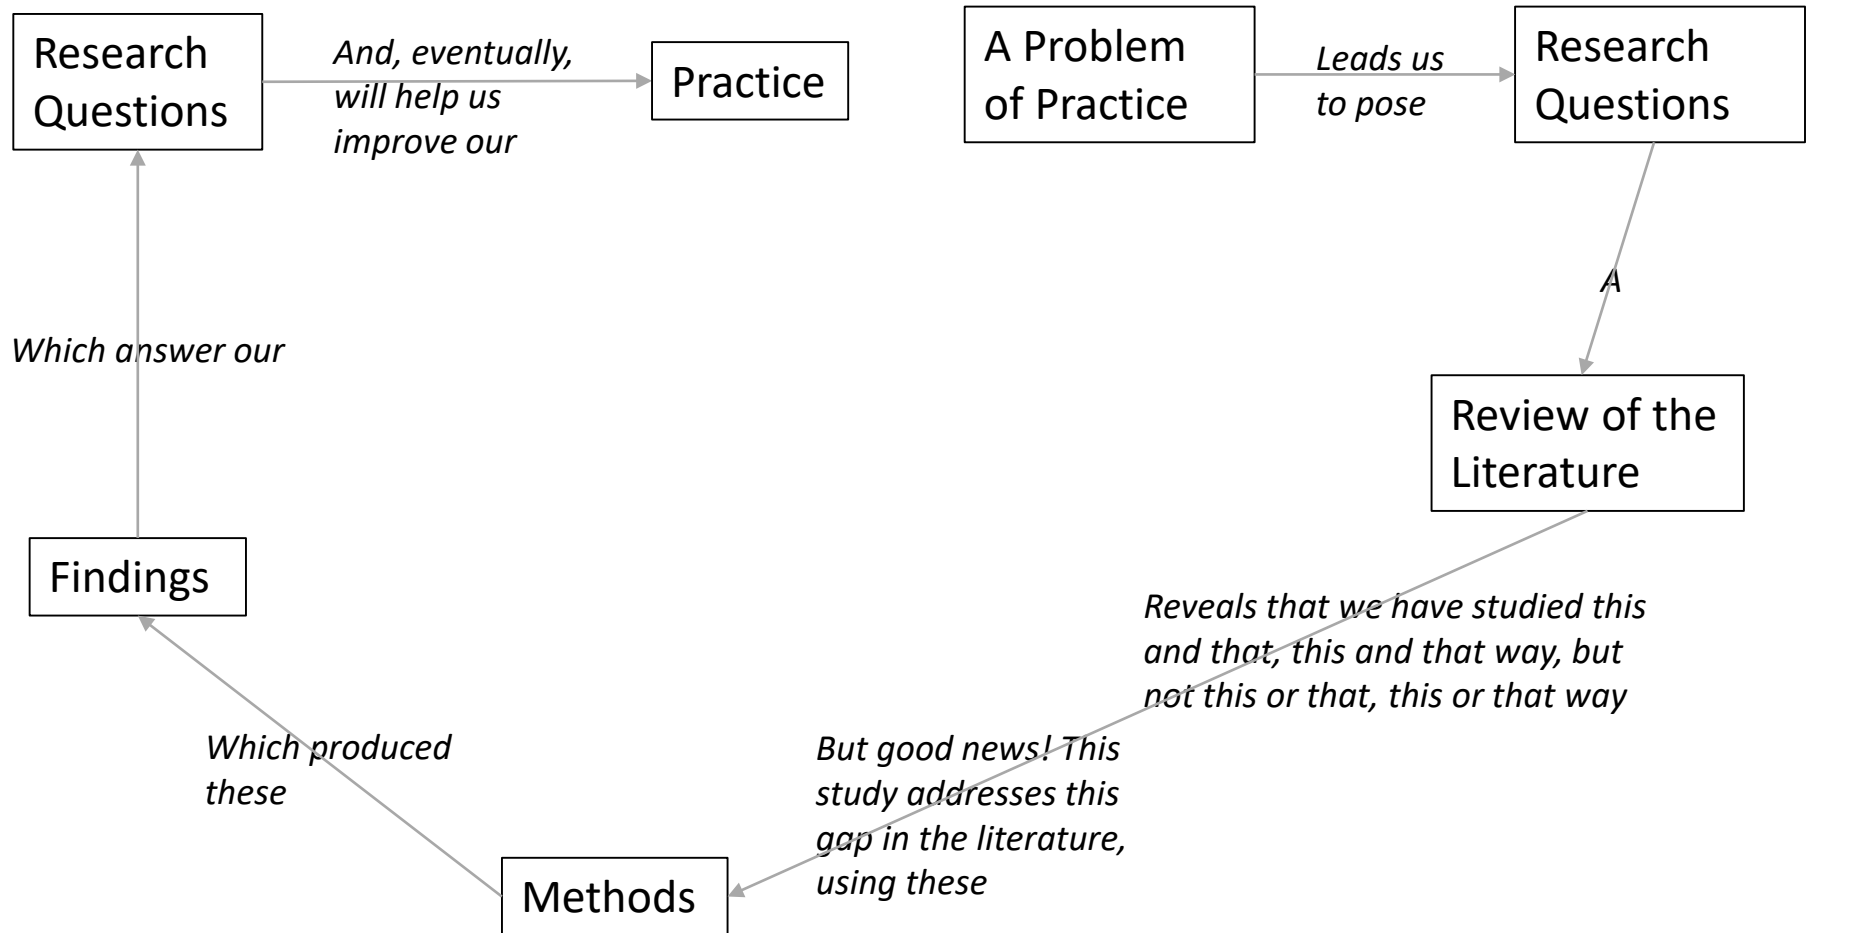 A Problem
of Practice
Leads us
to pose
Research
Questions
A
Review of the
Literature
Reveals that we have studied this
and that, this and that way, but
not this or that, this or that way
But good news! This
study addresses this
gap in the literature,
using these
Methods
Which produced
these
Findings
Which answer our
Research
Questions
And, eventually,
will help us
improve our
Practice